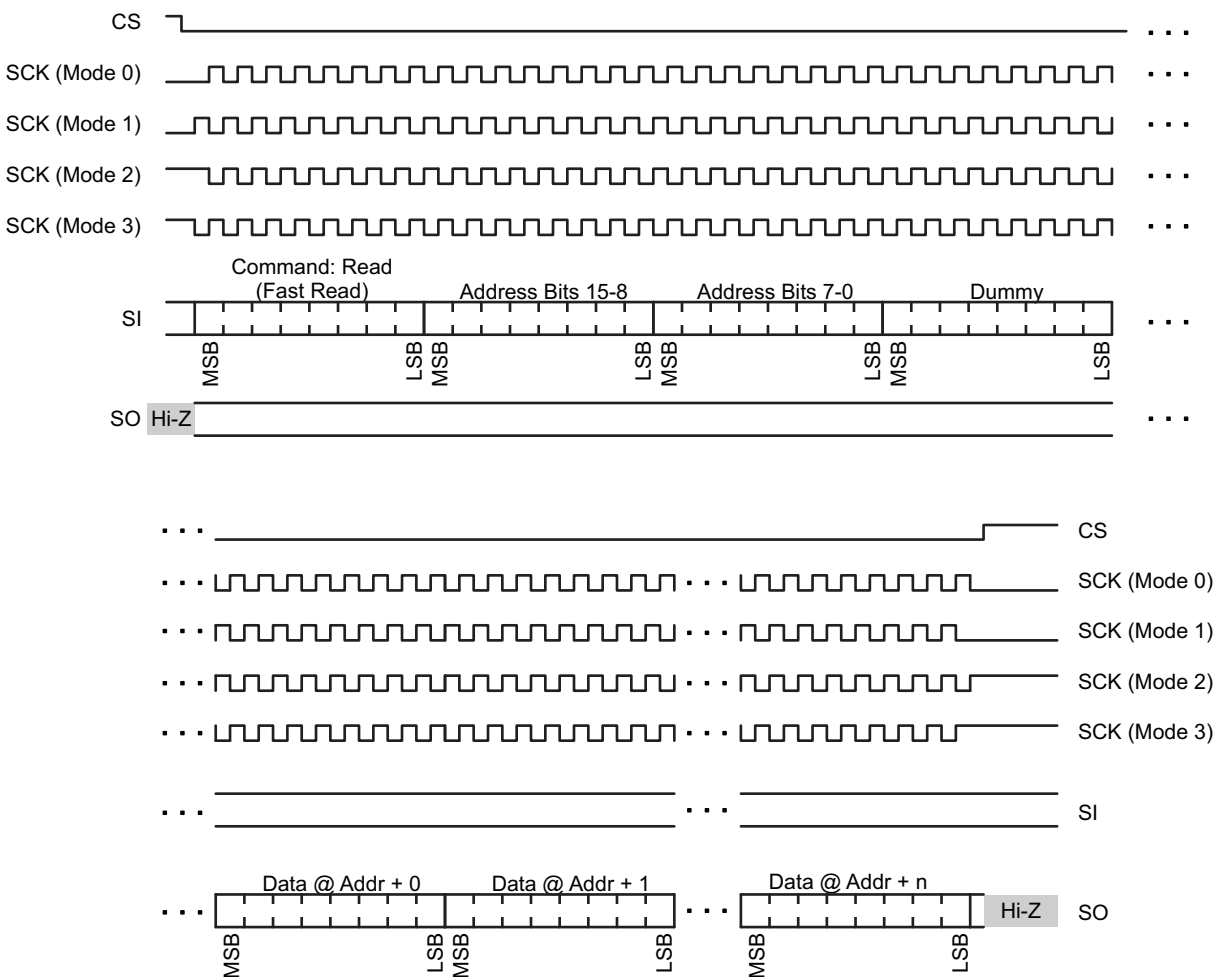 CS
. . .
SCK (Mode 0)
. . .
SCK (Mode 1)
. . .
SCK (Mode 2)
. . .
SCK (Mode 3)
. . .
Command: Read
(Fast Read) Address Bits 15-8 Address Bits 7-0 Dummy
SI
. . .
MSB LSB MSB LSB MSB LSB MSB LSB
SO Hi-Z
. . .
. . . CS
. . . . . . SCK (Mode 0)
. . . . . . SCK (Mode 1)
. . . . . . SCK (Mode 2)
. . . . . . SCK (Mode 3)
. . . . . . SI
Data @ Addr + 0 Data @ Addr + 1 Data @ Addr + n
. . . . . . Hi-Z SO
MSB LSB MSB LSB MSB LSB